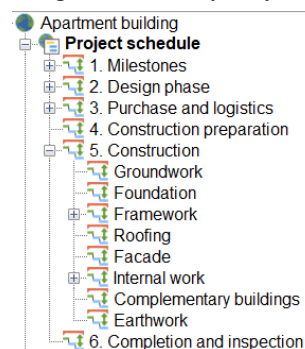 Apartment building
Project schedule
1. Milestones
2. Design phase
3. Purchase and logistics
4. Construction preparation
5. Construction
Groundwork
Foundation
Framework
Roofing
Facade
Internal work
Complementary buildings
Earthwork
6. Completion and inspection